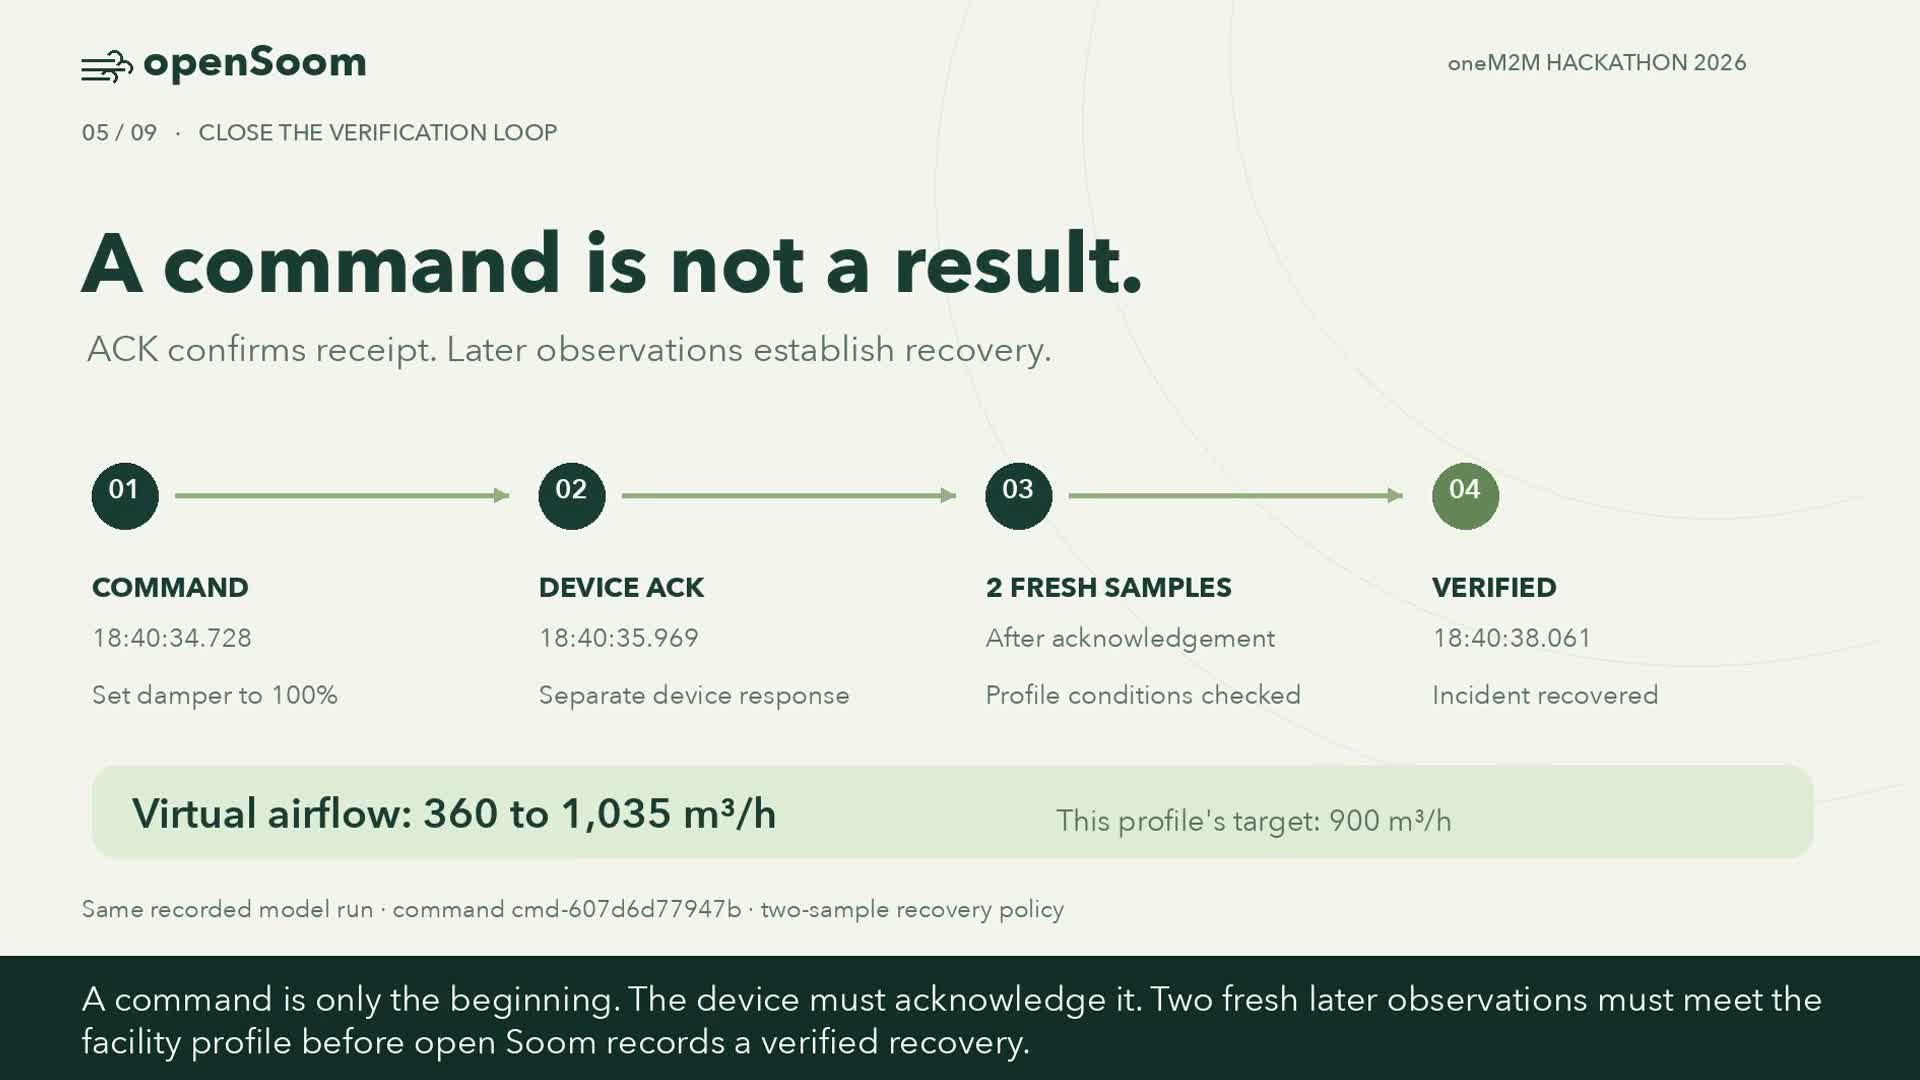 openSoom
oneM2M HACKATHON 2026
05 / 09 · CLOSE THE VERIFICATION LOOP
A command is not a result.
ACK confirms receipt. Later observations establish recovery.
01
02
03
04
COMMAND
DEVICE ACK
2 FRESH SAMPLES
VERIFIED
18:40:34.728
18:40:35.969
After acknowledgement
18:40:38.061
Set damper to 100%
Separate device response
Profile conditions checked
Incident recovered
Virtual airflow: 360 to 1,035 m³/h
This profile's target: 900 m³/h
Same recorded model run · command cmd-607d6d77947b · two-sample recovery policy
A command is only the beginning. The device must acknowledge it. Two fresh later observations must meet the
facility profile before open Soom records a verified recovery.